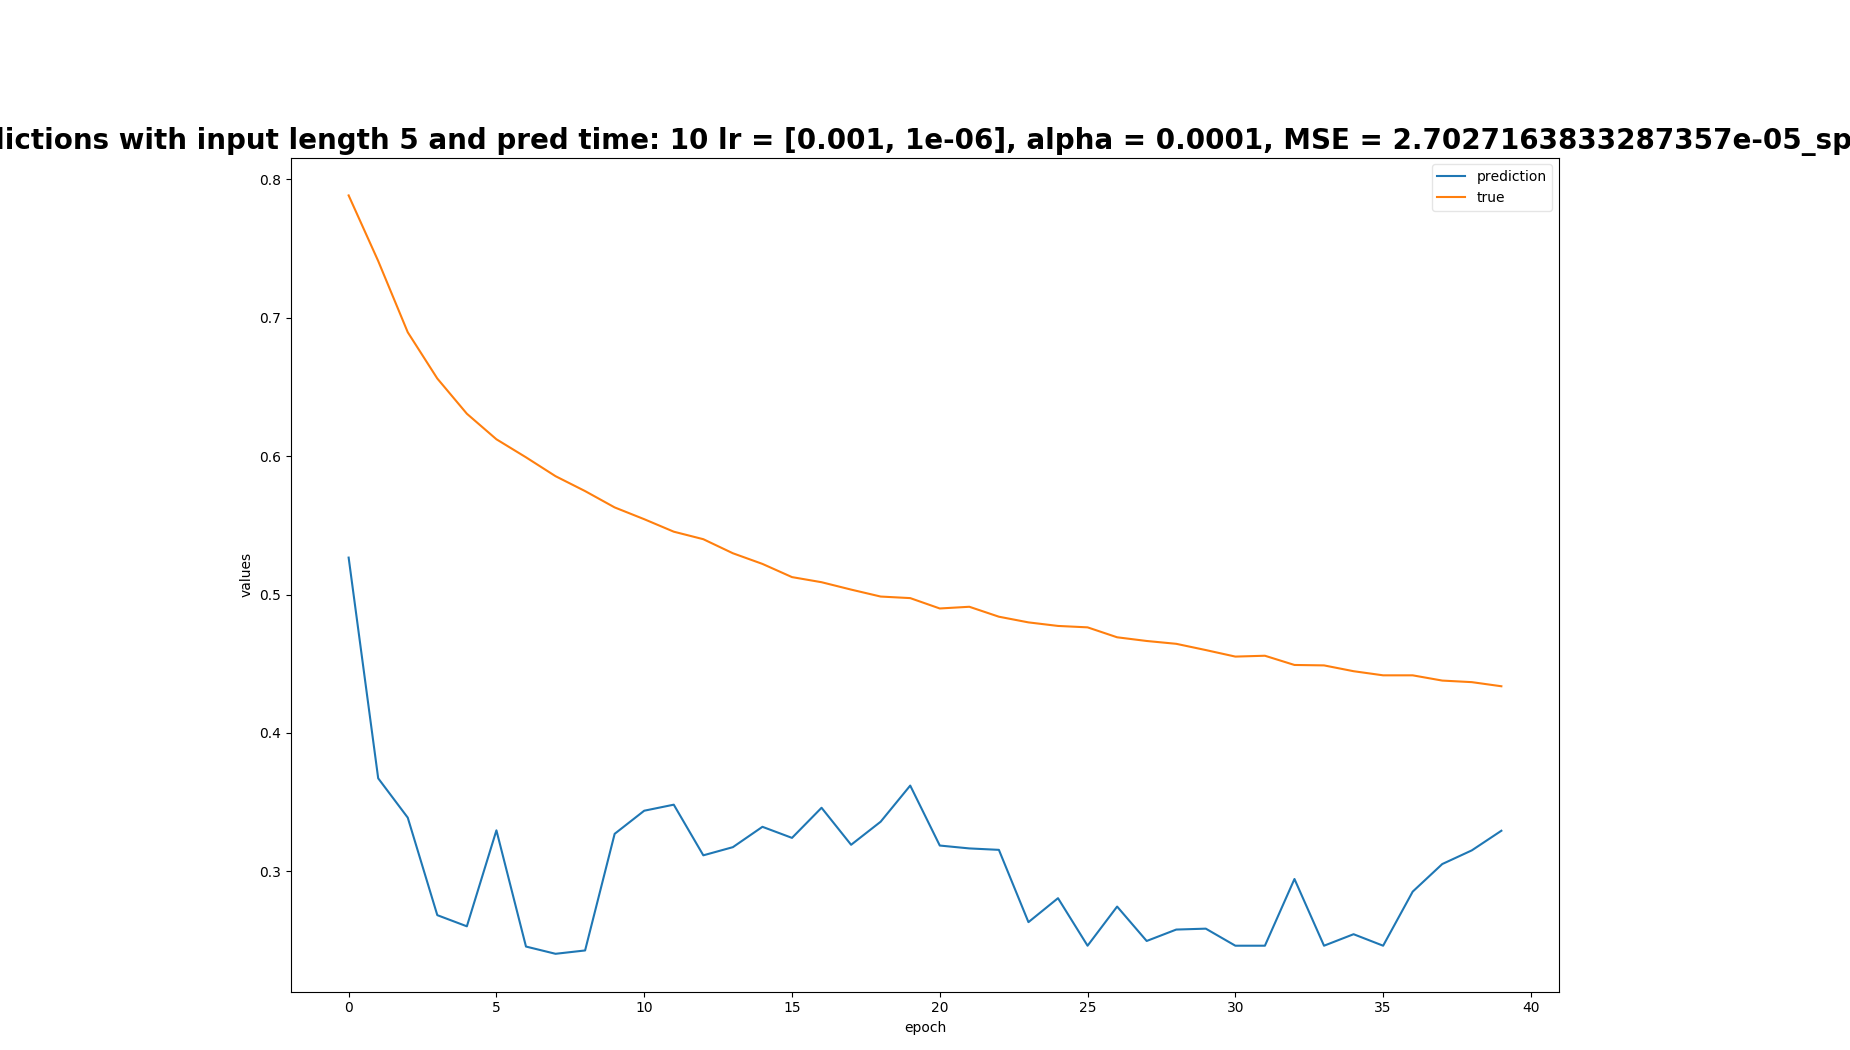 dictions with input length 5 and pred time: 10 lr = [0.001, 1e-06], alpha = 0.0001, MSE = 2.7027163833287357e-05_sp
prediction
true
0.8
0.7
0.6
0.5
0.4
0.3
values
0 5 10 15 20 25 30 35 40
epoch